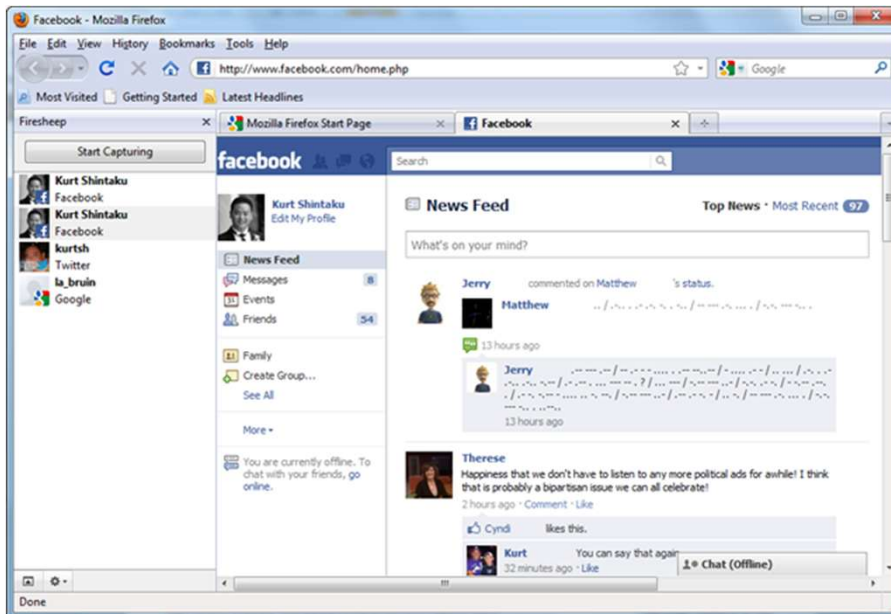 Facebook - Mozilla Firefox
File Edit View History Bookmarks Tools Help
http://www.facebook.com/home.php
Google
Most Visited Getting Started Latest Headlines
Firesheep
Mozilla Firefox Start Page
Facebook
Start Capturing
Kurt Shintaku
Facebook
Kurt Shintaku
Facebook
kurtsh
Twitter
la_bruin
Google
facebook
Search
Kurt Shintaku
Edit My Profile
News Feed
Messages 8
Events
Friends 54
Family
Create Group...
See All
More
You are currently offline. To
chat with your friends, go
online.
News Feed
Top News · Most Recent 97
What's on your mind?
Jerry commented on Matthew 's status.
Matthew
13 hours ago
Jerry
13 hours ago
Therese
Happiness that we don't have to listen to any more political ads for awhile! I think
that is probably a bipartisan issue we can all celebrate!
2 hours ago · Comment · Like
Cyndi likes this.
Kurt You can say that again
32 minutes ago · Like
Chat (Offline)
Done